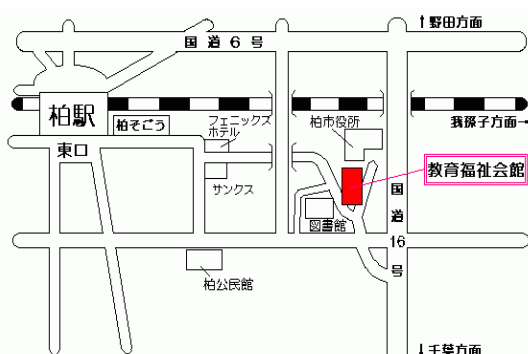 ↑野田方面
国道6号
柏駅
柏そごう
フェニックス
ホテル
柏市役所
我孫子方面→
東口
サンクス
教育福祉会館
図書館
国道16号
柏公民館
↓千葉方面